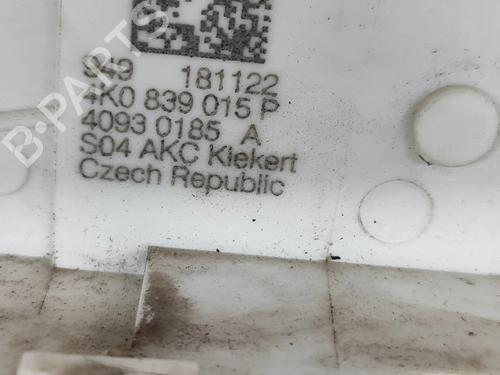 B-PARTS
S49 181122
4K0 839 015 P
4093 0185 A
S04 AKC Kiekert
Czech Republic